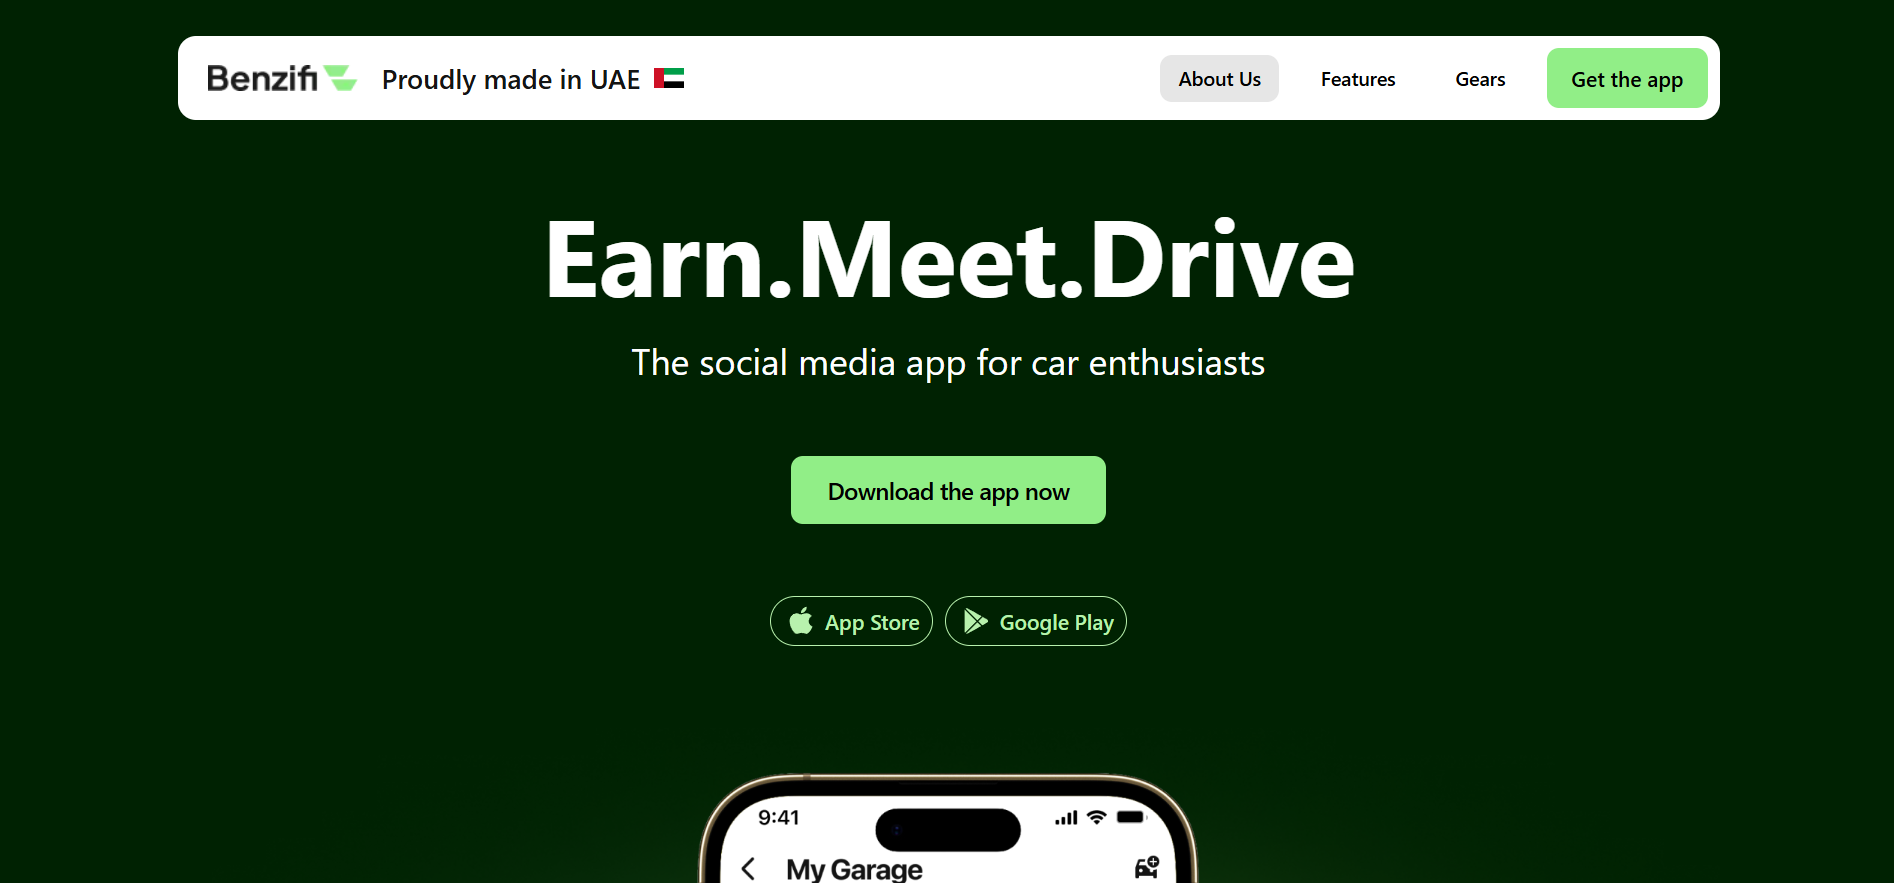 Benzifi Proudly made in UAE About Us Features Gears Get the app
Earn.Meet.Drive
The social media app for car enthusiasts
Download the app now
App Store Google Play
9:41
My Garage